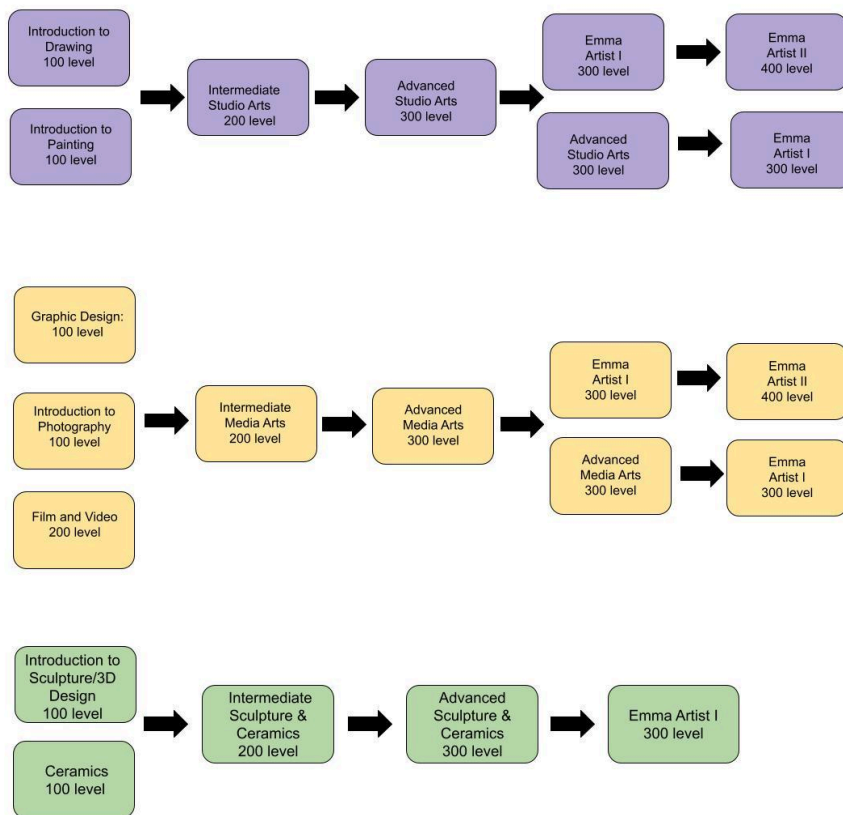 Introduction to
Drawing
100 level
Introduction to
Painting
100 level
Intermediate
Studio Arts
200 level
Advanced
Studio Arts
300 level
Emma
Artist I
300 level
Emma
Artist II
400 level
Advanced
Studio Arts
300 level
Emma
Artist I
300 level
Graphic Design:
100 level
Introduction to
Photography
100 level
Film and Video
200 level
Intermediate
Media Arts
200 level
Advanced
Media Arts
300 level
Emma
Artist I
300 level
Emma
Artist II
400 level
Advanced
Media Arts
300 level
Emma
Artist I
300 level
Introduction to
Sculpture/3D
Design
100 level
Ceramics
100 level
Intermediate
Sculpture &
Ceramics
200 level
Advanced
Sculpture &
Ceramics
300 level
Emma Artist I
300 level